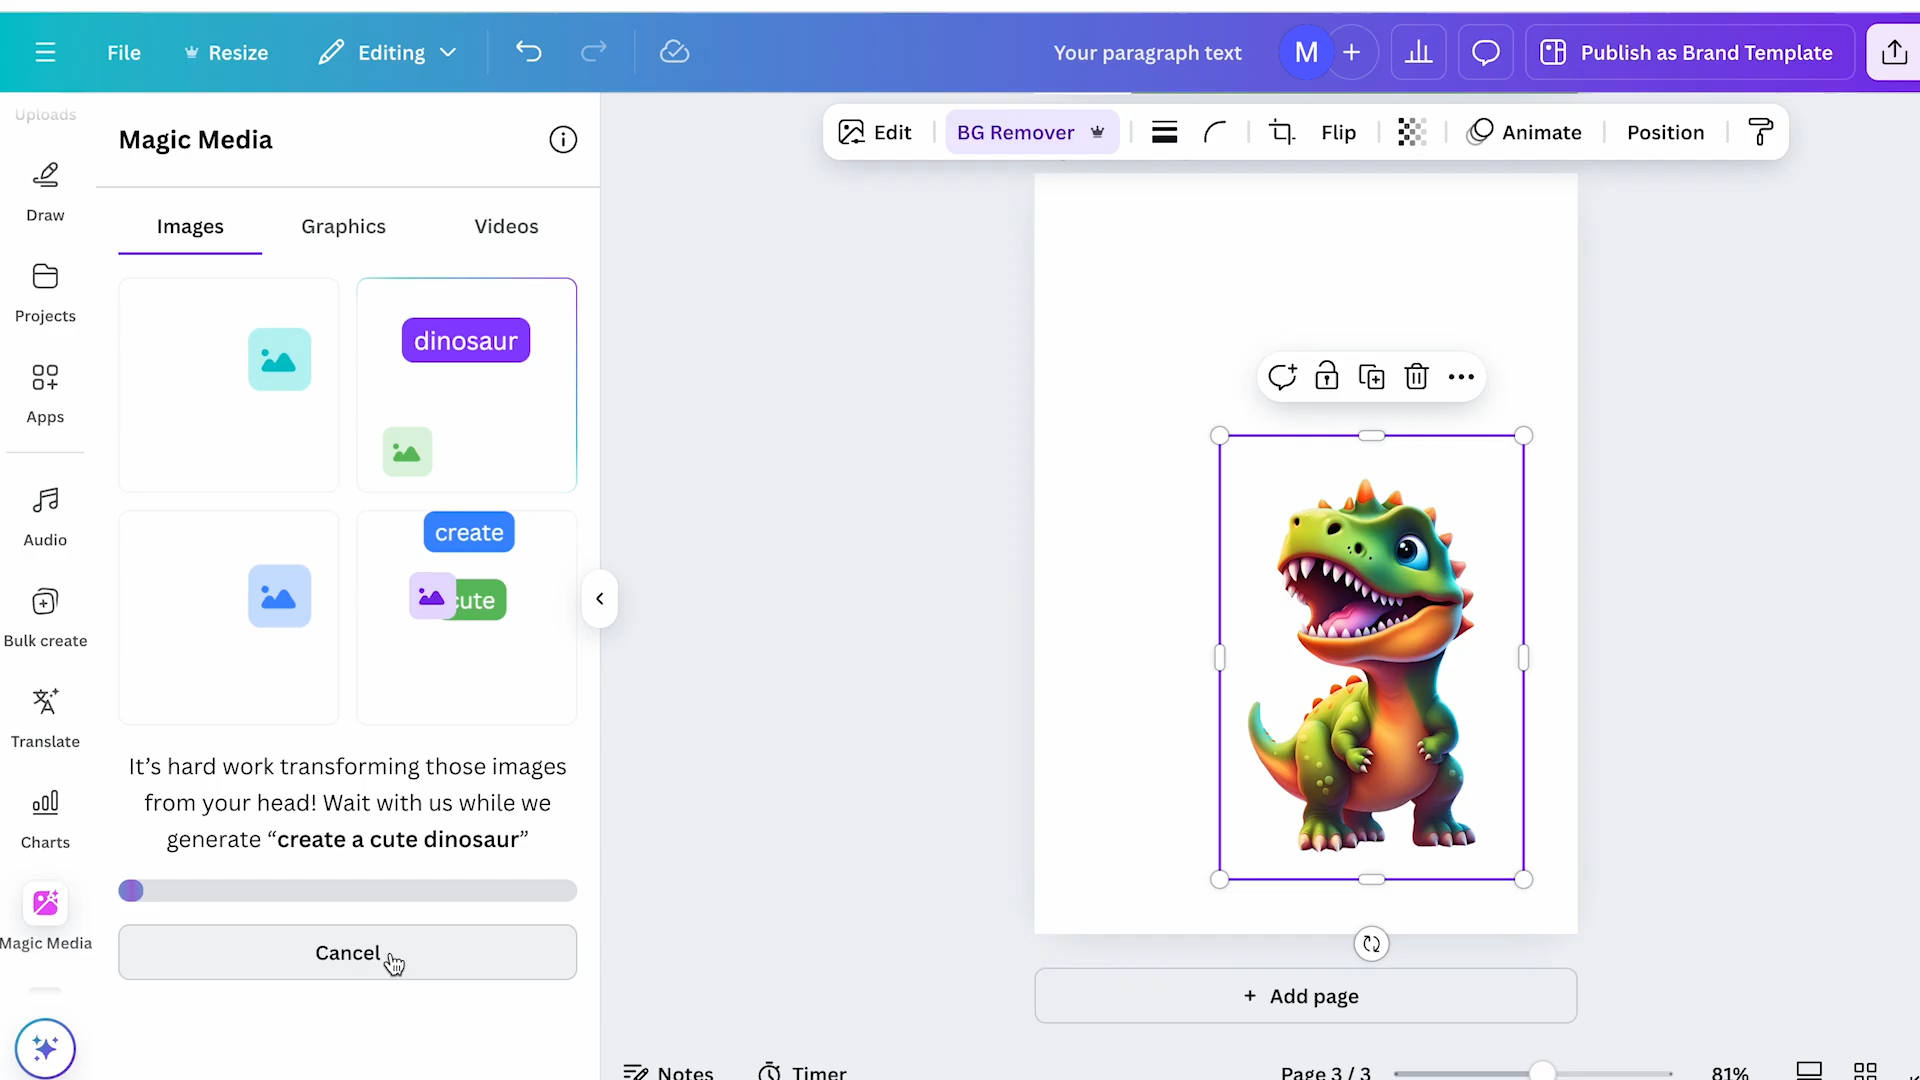 File
Resize
Editing
Your paragraph text
M
Publish as Brand Template
Uploads
Draw
Projects
Apps
Audio
Bulk create
Translate
Charts
Magic Media
Magic Media
Images
Graphics
Videos
dinosaur
create
cute
It’s hard work transforming those images
from your head! Wait with us while we
generate “create a cute dinosaur”
Cancel
Edit
BG Remover
Flip
Animate
Position
+ Add page
Notes
Timer
Page 3 / 3
81%